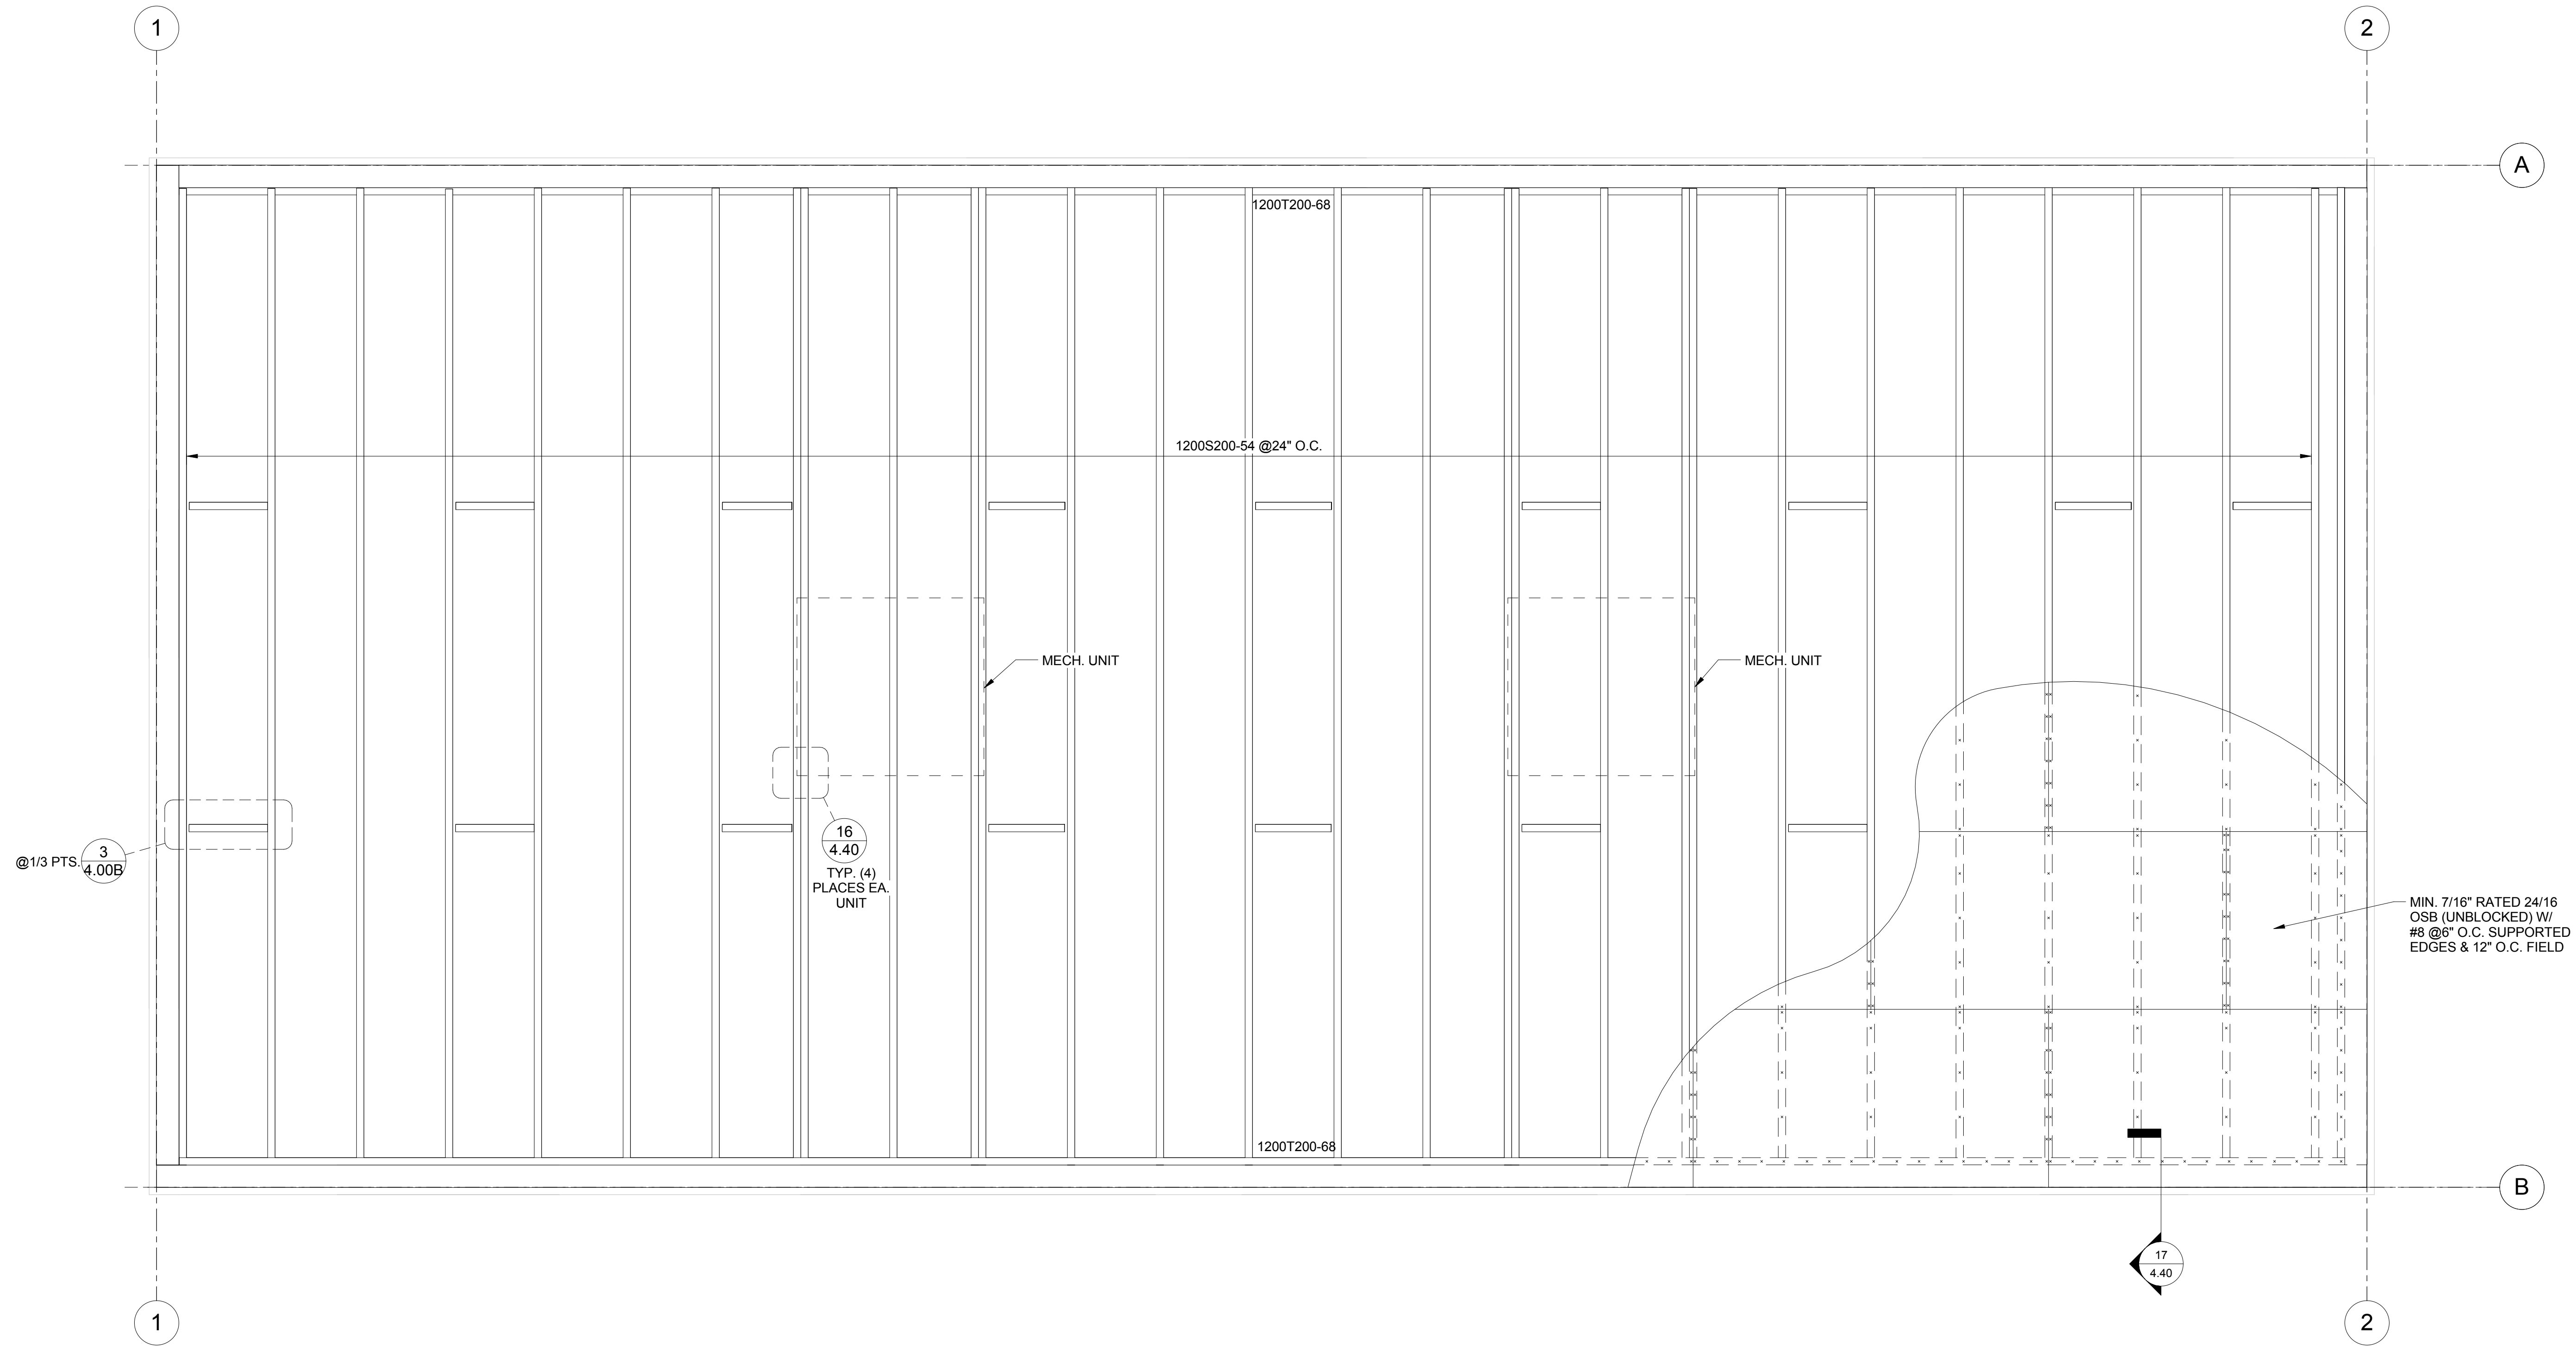 1
2
A
1200T200-68
1200S200-54 @24" O.C.
MECH. UNIT
MECH. UNIT
@1/3 PTS.
3
4.00B
16
4.40
TYP. (4)
PLACES EA.
UNIT
MIN. 7/16" RATED 24/16
OSB (UNBLOCKED) W/
#8 @6" O.C. SUPPORTED
EDGES & 12" O.C. FIELD
1200T200-68
B
17
4.40
1
2